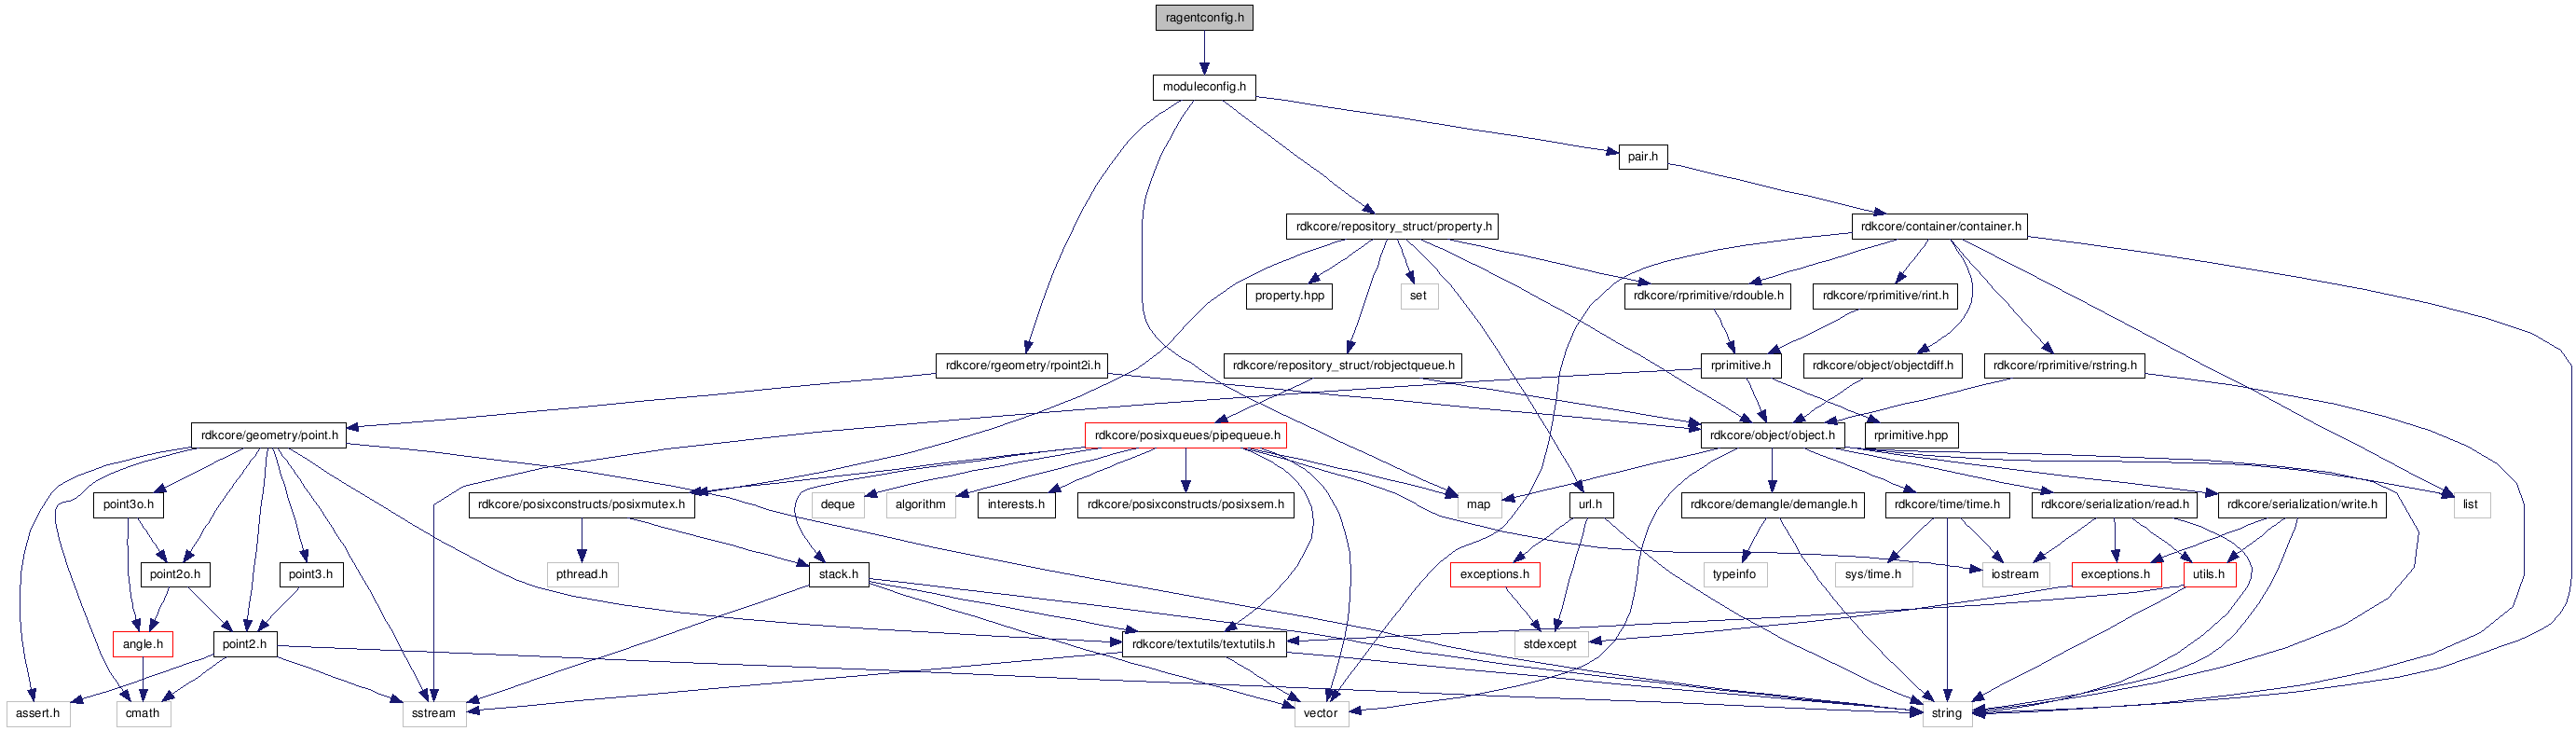 ragentconfig.h
moduleconfig.h
pair.h
rdkcore/repository_struct/property.h
rdkcore/container/container.h
property.hpp
set
rdkcore/rprimitive/rdouble.h
rdkcore/rprimitive/rint.h
rdkcore/rgeometry/rpoint2i.h
rdkcore/repository_struct/robjectqueue.h
rprimitive.h
rdkcore/object/objectdiff.h
rdkcore/rprimitive/rstring.h
rdkcore/geometry/point.h
rdkcore/posixqueues/pipequeue.h
rdkcore/object/object.h
rprimitive.hpp
point3o.h
rdkcore/posixconstructs/posixmutex.h
deque
algorithm
interests.h
rdkcore/posixconstructs/posixsem.h
map
url.h
rdkcore/demangle/demangle.h
rdkcore/time/time.h
rdkcore/serialization/read.h
rdkcore/serialization/write.h
list
point2o.h
point3.h
pthread.h
stack.h
exceptions.h
typeinfo
sys/time.h
iostream
exceptions.h
utils.h
angle.h
point2.h
rdkcore/textutils/textutils.h
stdexcept
assert.h
cmath
sstream
vector
string